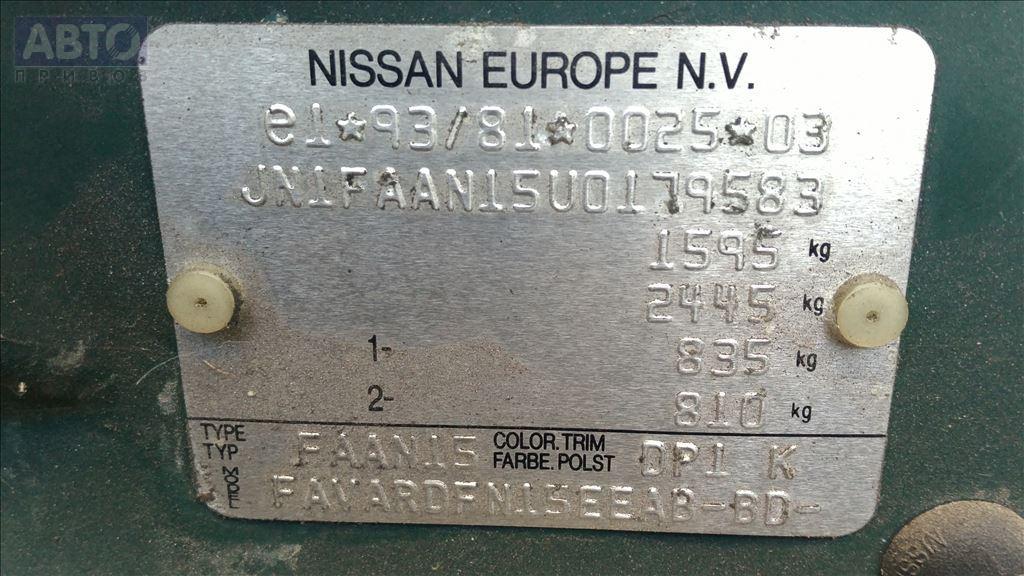 АВТО
ПРИВОЗ
NISSAN EUROPE N.V.
e1★93/81★0025★03
JN1FAAN15U0179583
1595 kg
2445 kg
1- 835 kg
2- 810 kg
TYPE
TYP
FAAN15
COLOR.TRIM
FARBE.POLST
DP1 K
MODEL
FAVARDFN15EEAB-BD-
NISSAN